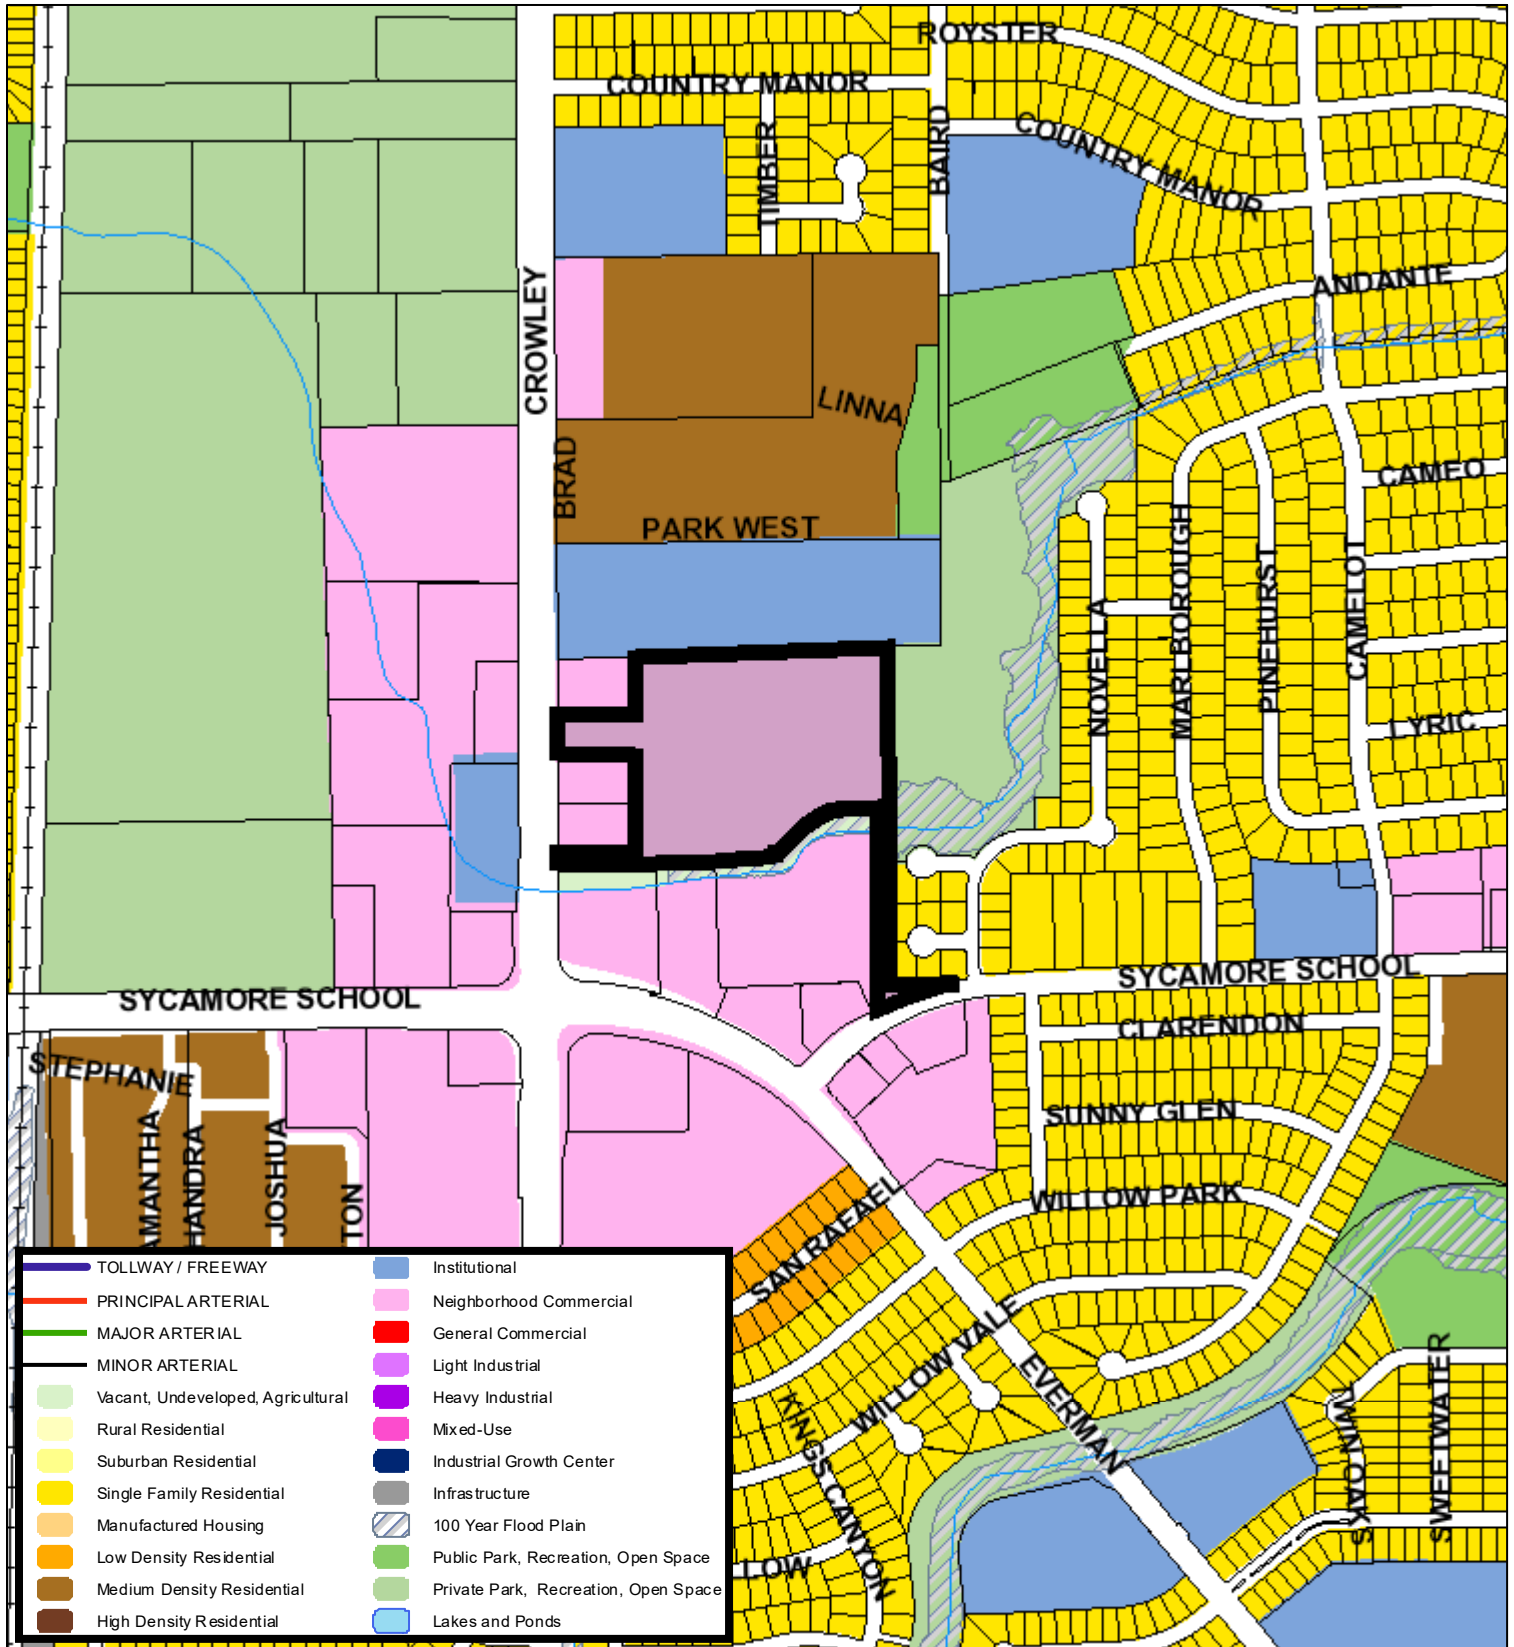 ROYSTER
COUNTRY MANOR
TIMBER
BAIRD
COUNTRY MANOR
ANDANTE
CROWLEY
LINNA
BRAD
CAMEO
PARK WEST
MARLBOROUGH
PINEHURST
CAMELOT
NOVELLA
LYRIC
SYCAMORE SCHOOL
SYCAMORE SCHOOL
CLARENDON
STEPHANIE
AMANTHA
HANDRA
JOSHUA
TON
SUNNY GLEN
WILLOW PARK
SAN RAFAEL
WILLOW VALE
EVERMAN
KINGS CANYON
TWIN OAKS
SWEETWATER
LLOW
TOLLWAY / FREEWAY
PRINCIPAL ARTERIAL
MAJOR ARTERIAL
MINOR ARTERIAL
Vacant, Undeveloped, Agricultural
Rural Residential
Suburban Residential
Single Family Residential
Manufactured Housing
Low Density Residential
Medium Density Residential
High Density Residential
Institutional
Neighborhood Commercial
General Commercial
Light Industrial
Heavy Industrial
Mixed-Use
Industrial Growth Center
Infrastructure
100 Year Flood Plain
Public Park, Recreation, Open Space
Private Park, Recreation, Open Space
Lakes and Ponds